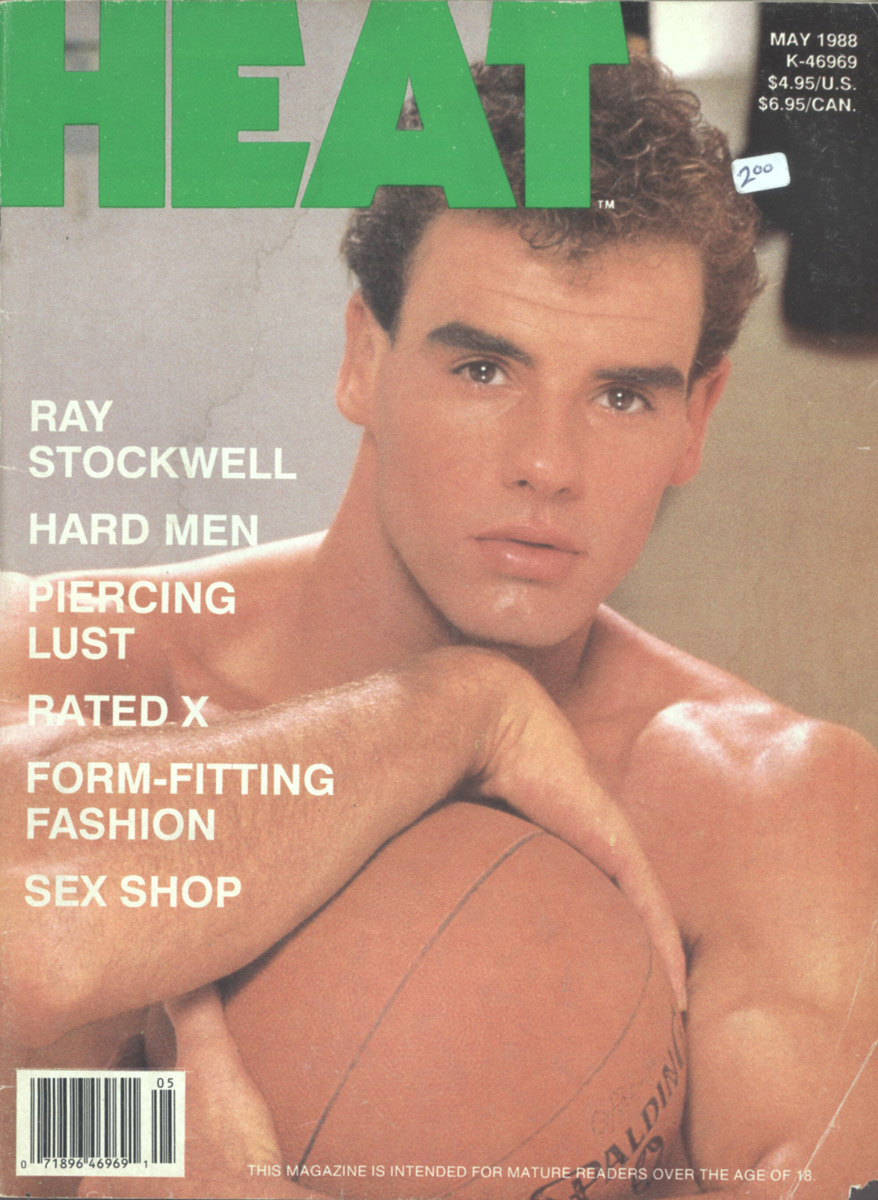 HEAT
TM
MAY 1988
K-46969
$4.95/U.S.
$6.95/CAN.
2.00
RAY
STOCKWELL
HARD MEN
PIERCING
LUST
RATED X
FORM-FITTING
FASHION
SEX SHOP
SPALDING
05
0 71896 46969 1
THIS MAGAZINE IS INTENDED FOR MATURE READERS OVER THE AGE OF 18.